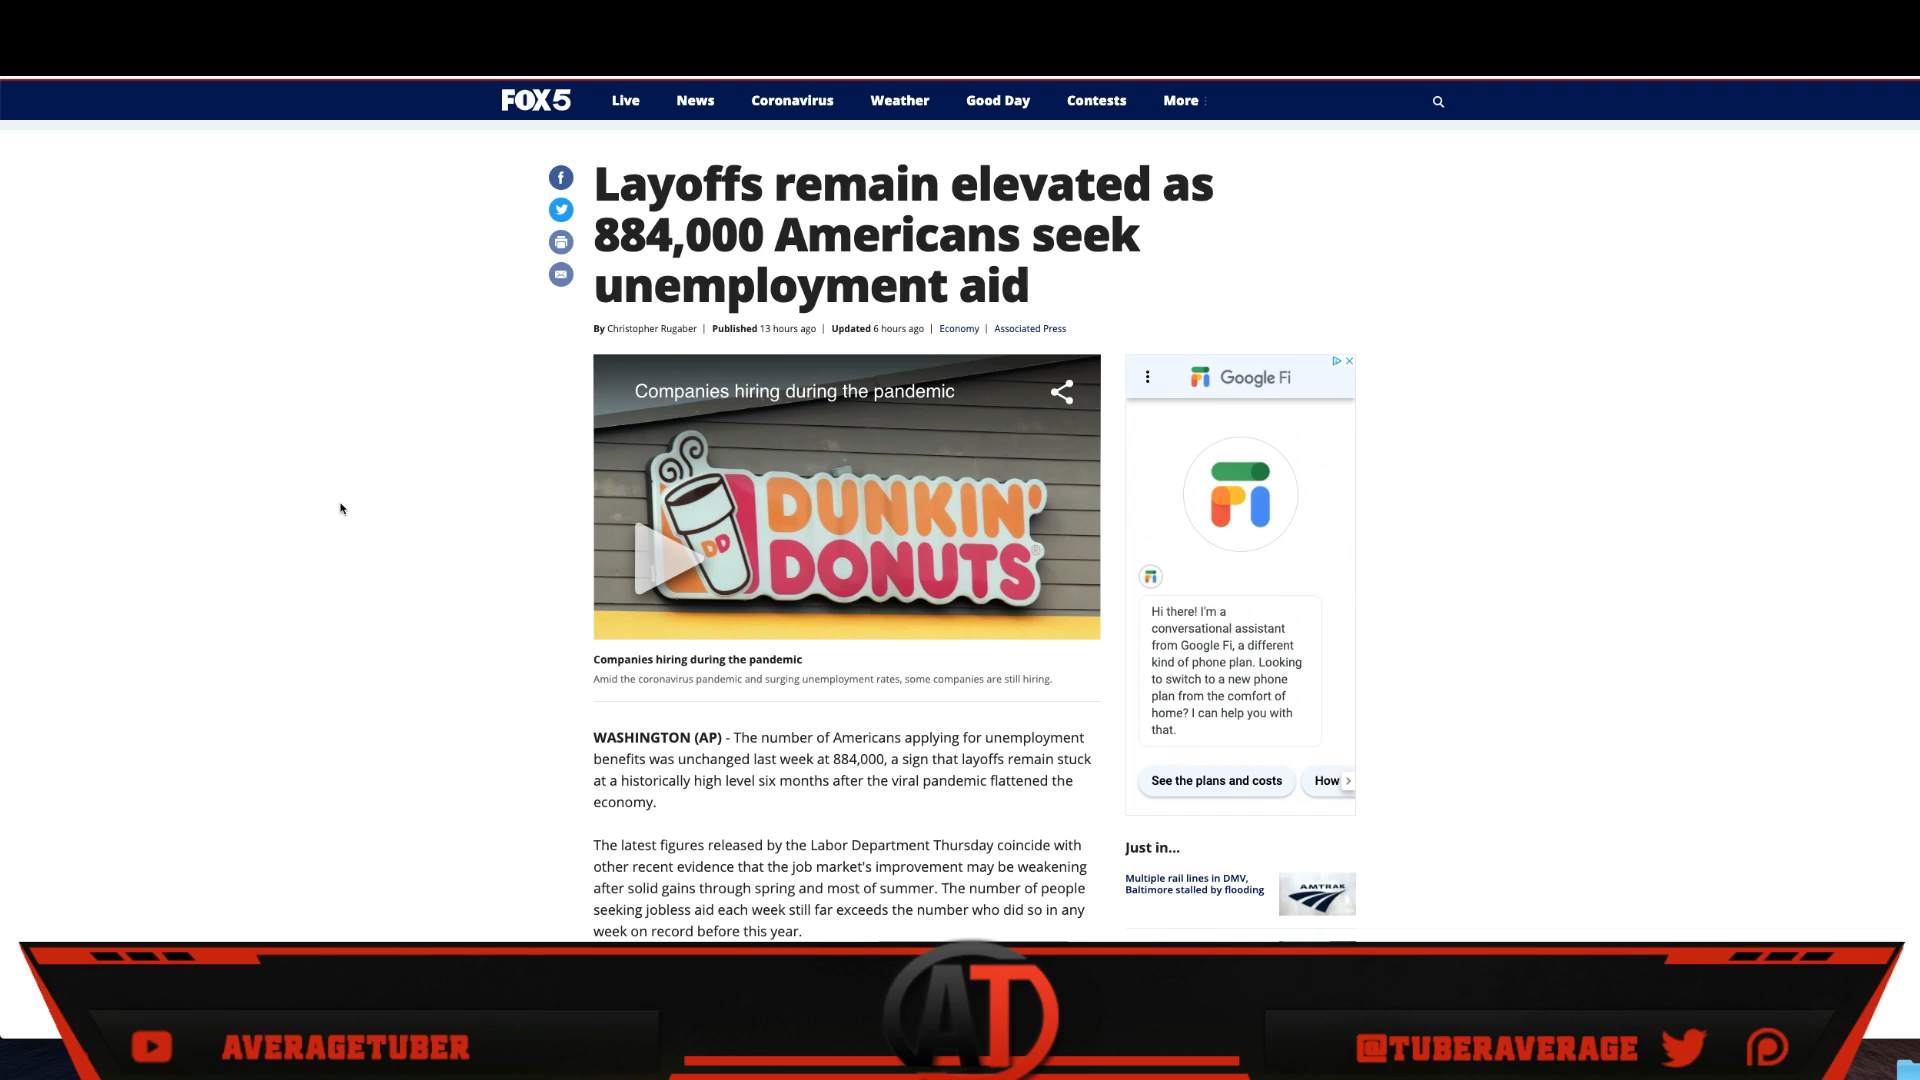 FOX 5 Live News Coronavirus Weather Good Day Contests More
Layoffs remain elevated as
884,000 Americans seek
unemployment aid
By Christopher Rugaber | Published 13 hours ago | Updated 6 hours ago | Economy | Associated Press
Companies hiring during the pandemic
DUNKIN'
DONUTS
DD
Companies hiring during the pandemic
Amid the coronavirus pandemic and surging unemployment rates, some companies are still hiring.
WASHINGTON (AP) - The number of Americans applying for unemployment
benefits was unchanged last week at 884,000, a sign that layoffs remain stuck
at a historically high level six months after the viral pandemic flattened the
economy.
The latest figures released by the Labor Department Thursday coincide with
other recent evidence that the job market's improvement may be weakening
after solid gains through spring and most of summer. The number of people
seeking jobless aid each week still far exceeds the number who did so in any
week on record before this year.
Google Fi
Hi there! I'm a
conversational assistant
from Google Fi, a different
kind of phone plan. Looking
to switch to a new phone
plan from the comfort of
home? I can help you with
that.
See the plans and costs How
Just in...
Multiple rail lines in DMV,
Baltimore stalled by flooding
AMTRAK
AVERAGETUBER
AT
@TUBERAVERAGE